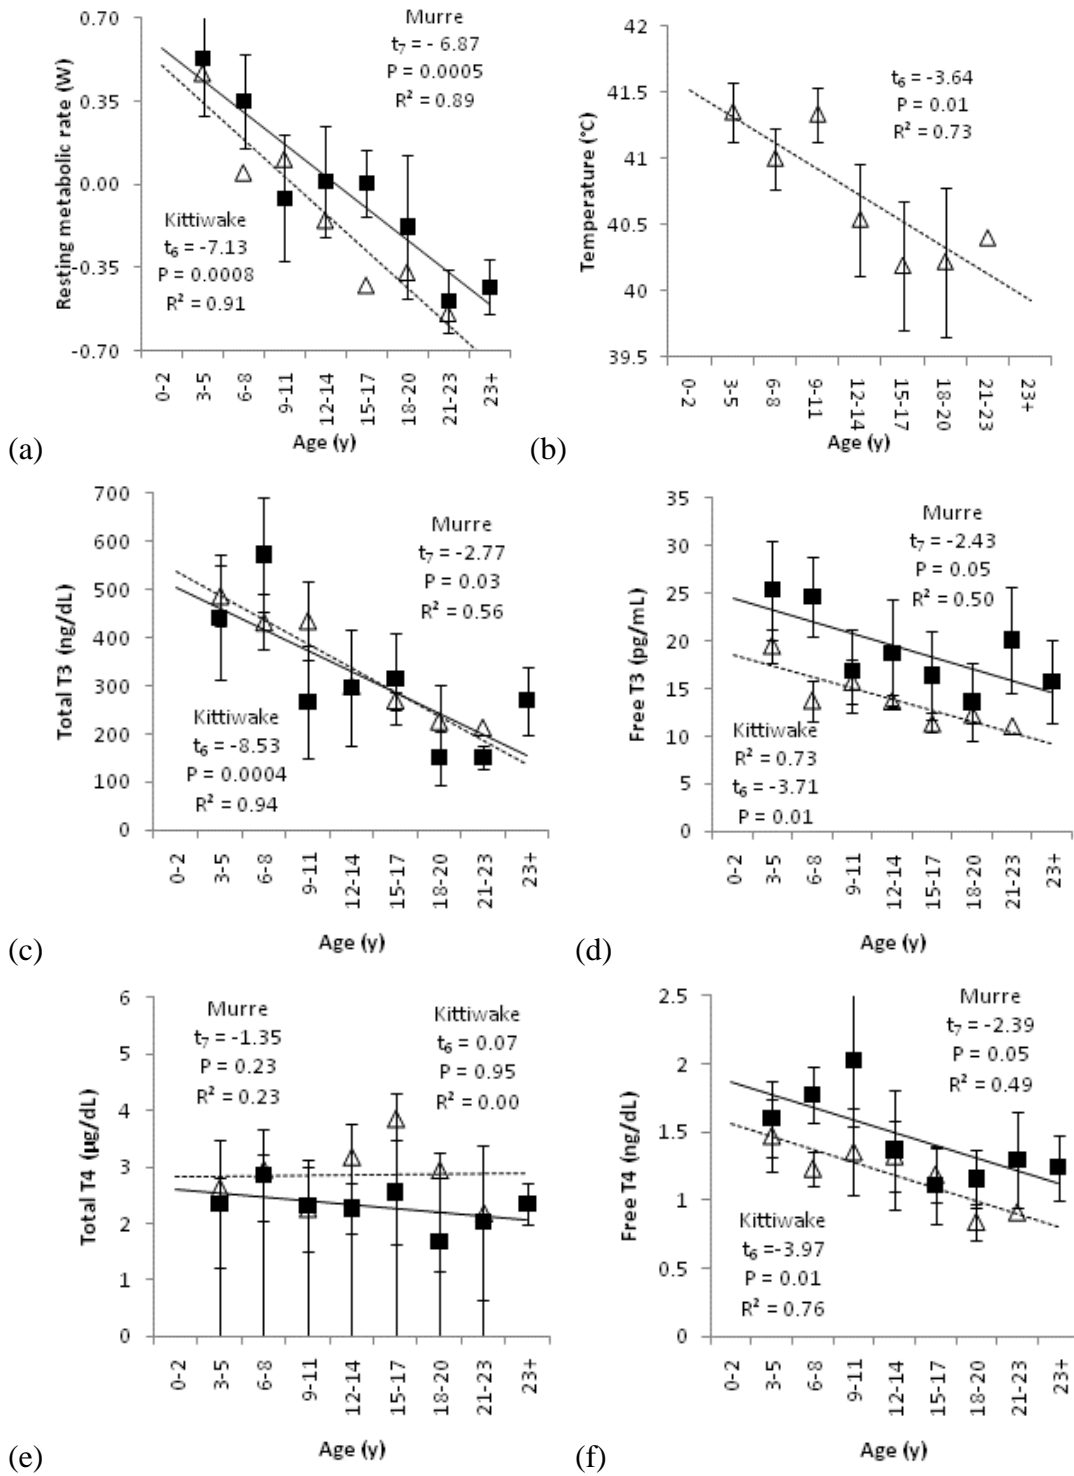 0.70
0.35
0.00
-0.35
-0.70
Resting metabolic rate (W)
Murre
t₇ = - 6.87
P = 0.0005
R² = 0.89
Kittiwake
t₆ = -7.13
P = 0.0008
R² = 0.91
0-2
3-5
6-8
9-11
12-14
15-17
18-20
21-23
23+
Age (y)
(a)
42
41.5
41
40.5
40
39.5
Temperature (°C)
t₆ = -3.64
P = 0.01
R² = 0.73
0-2
3-5
6-8
9-11
12-14
15-17
18-20
21-23
23+
Age (y)
(b)
700
600
500
400
300
200
100
0
Total T3 (ng/dL)
Murre
t₇ = -2.77
P = 0.03
R² = 0.56
Kittiwake
t₆ = -8.53
P = 0.0004
R² = 0.94
0-2
3-5
6-8
9-11
12-14
15-17
18-20
21-23
23+
Age (y)
(c)
35
30
25
20
15
10
5
0
Free T3 (pg/mL)
Murre
t₇ = -2.43
P = 0.05
R² = 0.50
Kittiwake
R² = 0.73
t₆ = -3.71
P = 0.01
0-2
3-5
6-8
9-11
12-14
15-17
18-20
21-23
23+
Age (y)
(d)
6
5
4
3
2
1
0
Total T4 (µg/dL)
Murre
t₇ = -1.35
P = 0.23
R² = 0.23
Kittiwake
t₆ = 0.07
P = 0.95
R² = 0.00
0-2
3-5
6-8
9-11
12-14
15-17
18-20
21-23
23+
Age (y)
(e)
2.5
2
1.5
1
0.5
0
Free T4 (ng/dL)
Murre
t₇ = -2.39
P = 0.05
R² = 0.49
Kittiwake
t₆ = -3.97
P = 0.01
R² = 0.76
0-2
3-5
6-8
9-11
12-14
15-17
18-20
21-23
23+
Age (y)
(f)